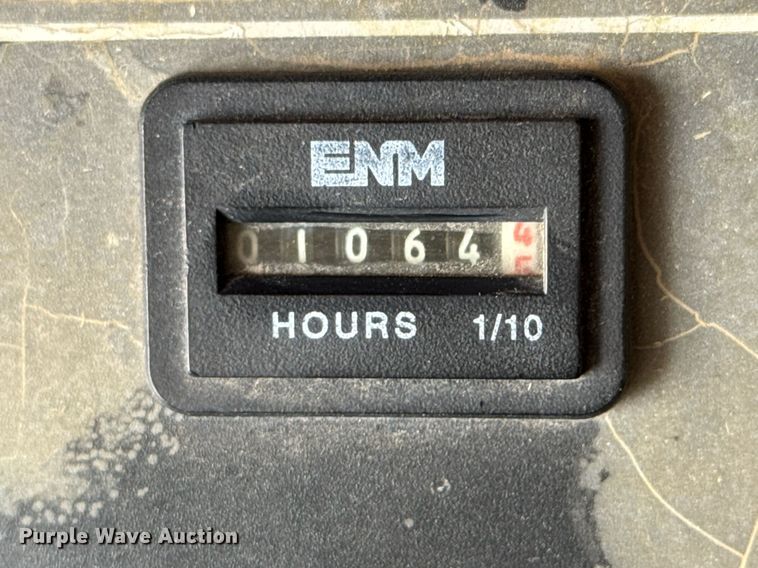 ENM
01064
HOURS 1/10
Purple Wave Auction